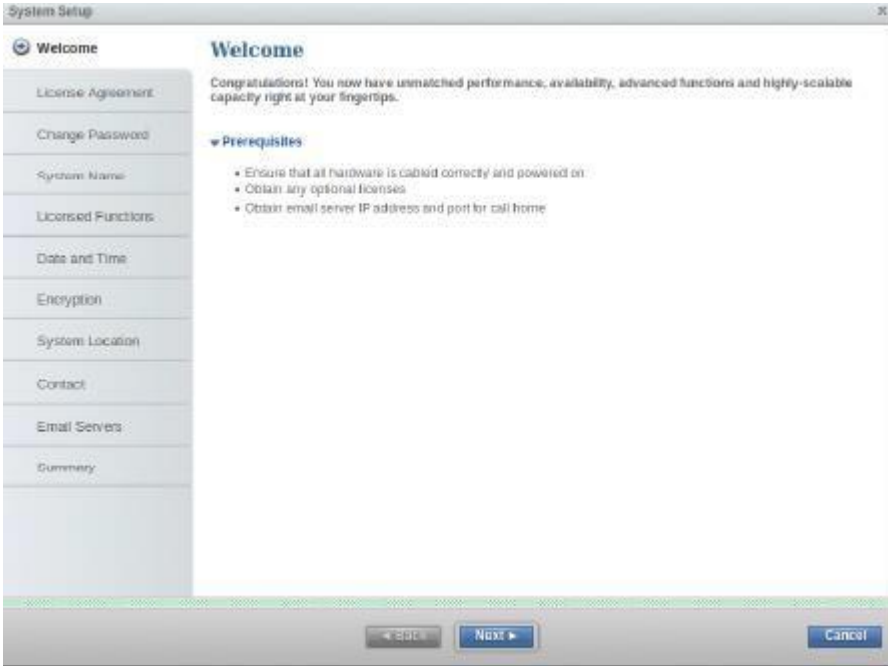 System Setup
Welcome
License Agreement
Change Password
System Name
Licensed Functions
Date and Time
Encryption
System Location
Contact
Email Servers
Summary
Welcome
Congratulations! You now have unmatched performance, availability, advanced functions and highly-scalable
capacity right at your fingertips.
Prerequisites
• Ensure that all hardware is cabled correctly and powered on
• Obtain any optional licenses
• Obtain email server IP address and port for call home
Back
Next
Cancel